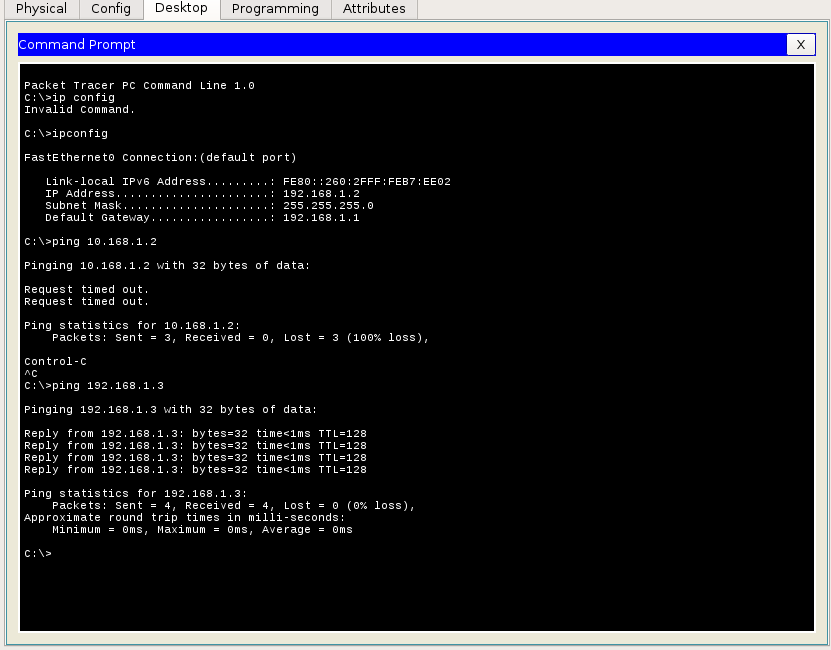 Physical Config Desktop Programming Attributes
Command Prompt X
Packet Tracer PC Command Line 1.0
C:\>ip config
Invalid Command.
C:\>ipconfig
FastEthernet0 Connection:(default port)
Link-local IPv6 Address.........: FE80::260:2FFF:FEB7:EE02
IP Address......................: 192.168.1.2
Subnet Mask.....................: 255.255.255.0
Default Gateway.................: 192.168.1.1
C:\>ping 10.168.1.2
Pinging 10.168.1.2 with 32 bytes of data:
Request timed out.
Request timed out.
Ping statistics for 10.168.1.2:
Packets: Sent = 3, Received = 0, Lost = 3 (100% loss),
Control-C
^C
C:\>ping 192.168.1.3
Pinging 192.168.1.3 with 32 bytes of data:
Reply from 192.168.1.3: bytes=32 time<1ms TTL=128
Reply from 192.168.1.3: bytes=32 time<1ms TTL=128
Reply from 192.168.1.3: bytes=32 time<1ms TTL=128
Reply from 192.168.1.3: bytes=32 time<1ms TTL=128
Ping statistics for 192.168.1.3:
Packets: Sent = 4, Received = 4, Lost = 0 (0% loss),
Approximate round trip times in milli-seconds:
Minimum = 0ms, Maximum = 0ms, Average = 0ms
C:\>